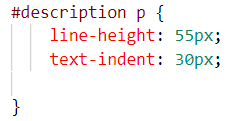 #description p {
    line-height: 55px;
    text-indent: 30px;

}